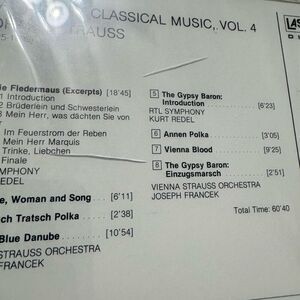 CLASSICAL MUSIC, VOL. 4
STRAUSS
ie Fledermaus (Excerpts) [18'45]
1 Introduction
2 Brüderlein und Schwesterlein
3 Mein Herr, was dächten Sie von
Im Feuerstrom der Reben
Mein Herr Marquis
Trinke, Liebchen
Finale
SYMPHONY
REDEL
e, Woman and Song .... [6'11]
ch Tratsch Polka .... [2'38]
Blue Danube .... [10'54]
STRAUSS ORCHESTRA
FRANCEK
5 The Gypsy Baron:
Introduction .... [6'23]
RTL SYMPHONY
KURT REDEL
6 Annen Polka .... [3'05]
7 Vienna Blood .... [9'25]
8 The Gypsy Baron:
Einzugsmarsch .... [2'51]
VIENNA STRAUSS ORCHESTRA
JOSEPH FRANCEK
Total Time: 60'40